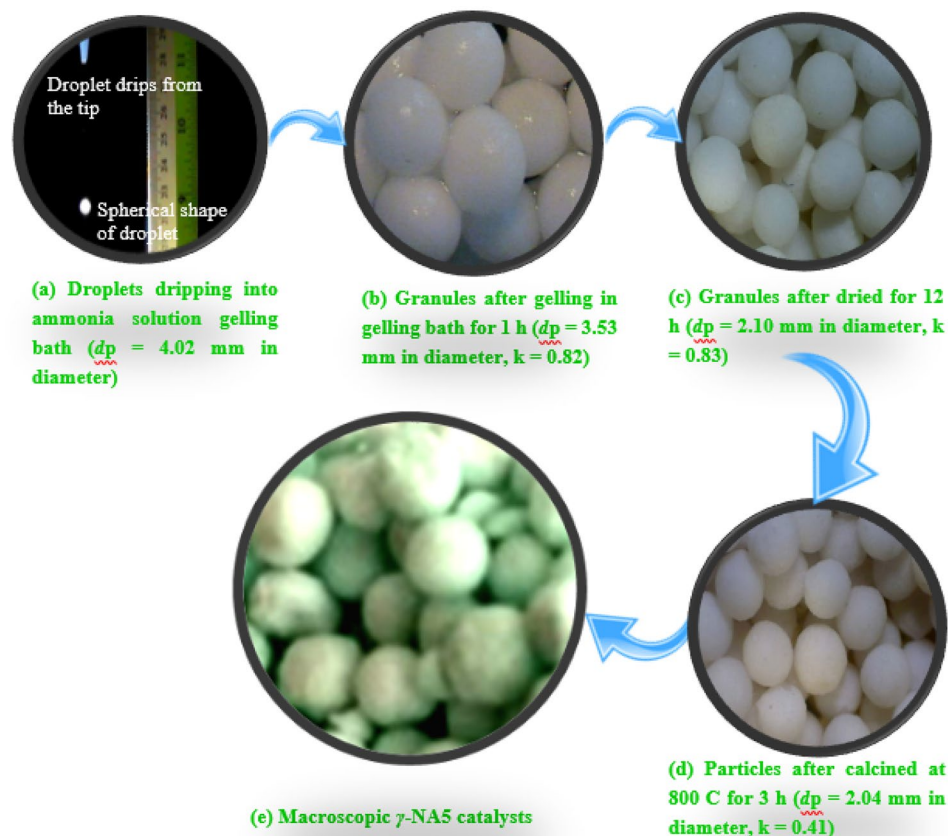 Droplet drips from
the tip
Spherical shape
of droplet
(a) Droplets dripping into
ammonia solution gelling
bath (dp = 4.02 mm in
diameter)
(b) Granules after gelling in
gelling bath for 1 h (dp = 3.53
mm in diameter, k = 0.82)
(c) Granules after dried for 12
h (dp = 2.10 mm in diameter, k
= 0.83)
(d) Particles after calcined at
800 C for 3 h (dp = 2.04 mm in
diameter, k = 0.41)
(e) Macroscopic γ-NA5 catalysts